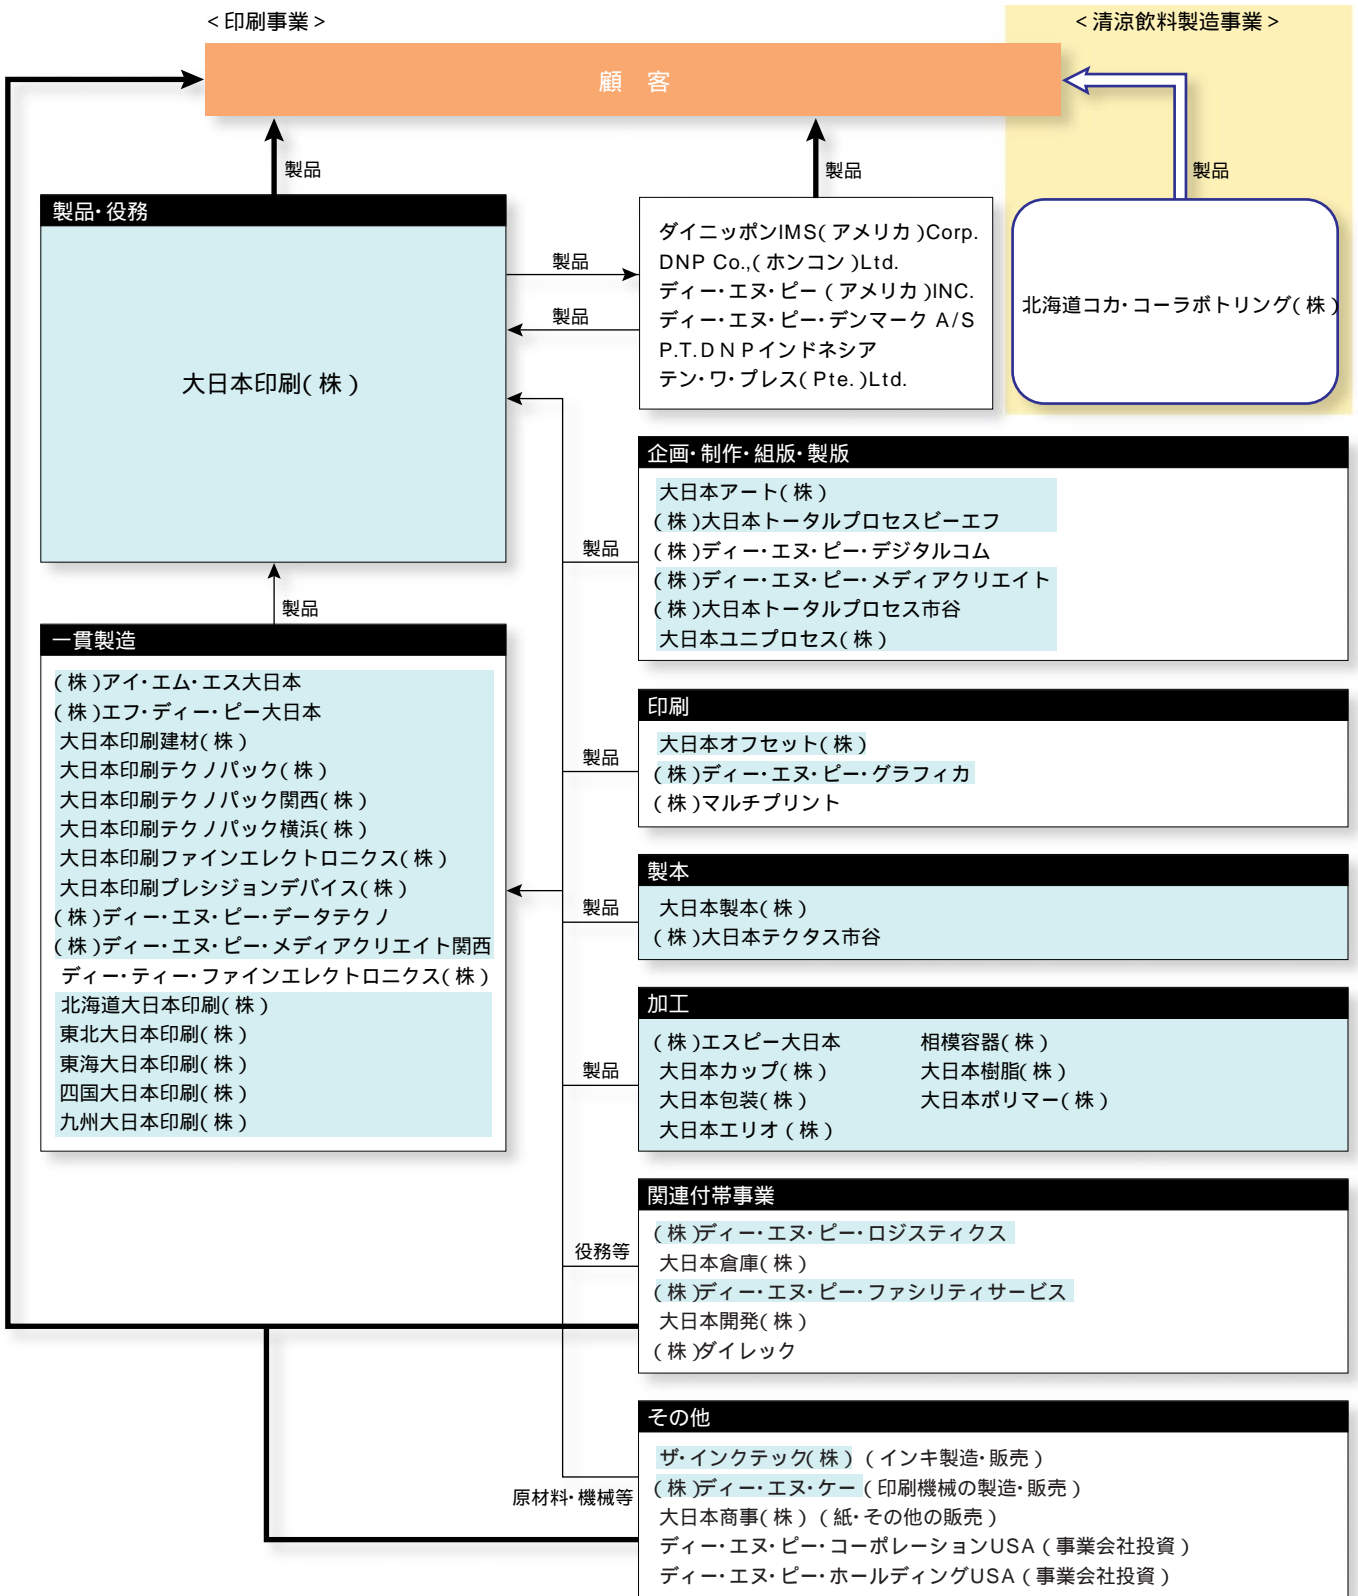 ＜印刷事業＞
＜清涼飲料製造事業＞
顧 客
製品
製品
製品
製品・役務
大日本印刷(株)
製品
製品
ダイニッポンIMS(アメリカ)Corp.
DNP Co.,(ホンコン)Ltd.
ディー・エヌ・ピー(アメリカ)INC.
ディー・エヌ・ピー・デンマーク A/S
P.T.DNPインドネシア
テン・ワ・プレス(Pte.)Ltd.
北海道コカ・コーラボトリング(株)
製品
一貫製造
(株)アイ・エム・エス大日本
(株)エフ・ディー・ピー大日本
大日本印刷建材(株)
大日本印刷テクノパック(株)
大日本印刷テクノパック関西(株)
大日本印刷テクノパック横浜(株)
大日本印刷ファインエレクトロニクス(株)
大日本印刷プレシジョンデバイス(株)
(株)ディー・エヌ・ピー・データテクノ
(株)ディー・エヌ・ピー・メディアクリエイト関西
ディー・ティー・ファインエレクトロニクス(株)
北海道大日本印刷(株)
東北大日本印刷(株)
東海大日本印刷(株)
四国大日本印刷(株)
九州大日本印刷(株)
製品
企画・制作・組版・製版
大日本アート(株)
(株)大日本トータルプロセスビーエフ
(株)ディー・エヌ・ピー・デジタルコム
(株)ディー・エヌ・ピー・メディアクリエイト
(株)大日本トータルプロセス市谷
大日本ユニプロセス(株)
製品
印刷
大日本オフセット(株)
(株)ディー・エヌ・ピー・グラフィカ
(株)マルチプリント
製品
製本
大日本製本(株)
(株)大日本テクタス市谷
製品
加工
(株)エスピー大日本 相模容器(株)
大日本カップ(株) 大日本樹脂(株)
大日本包装(株) 大日本ポリマー(株)
大日本エリオ(株)
役務等
関連付帯事業
(株)ディー・エヌ・ピー・ロジスティクス
大日本倉庫(株)
(株)ディー・エヌ・ピー・ファシリティサービス
大日本開発(株)
(株)ダイレック
原材料・機械等
その他
ザ・インクテック(株)(インキ製造・販売)
(株)ディー・エヌ・ケー(印刷機械の製造・販売)
大日本商事(株)(紙・その他の販売)
ディー・エヌ・ピー・コーポレーションUSA(事業会社投資)
ディー・エヌ・ピー・ホールディングUSA(事業会社投資)